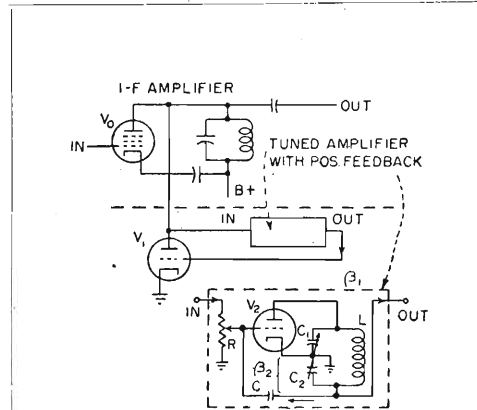 I-F AMPLIFIER
V0
IN
OUT
B+
TUNED AMPLIFIER
WITH POS. FEEDBACK
IN
OUT
V1
β1
IN
V2
C1
L
OUT
R
β2
C
C2